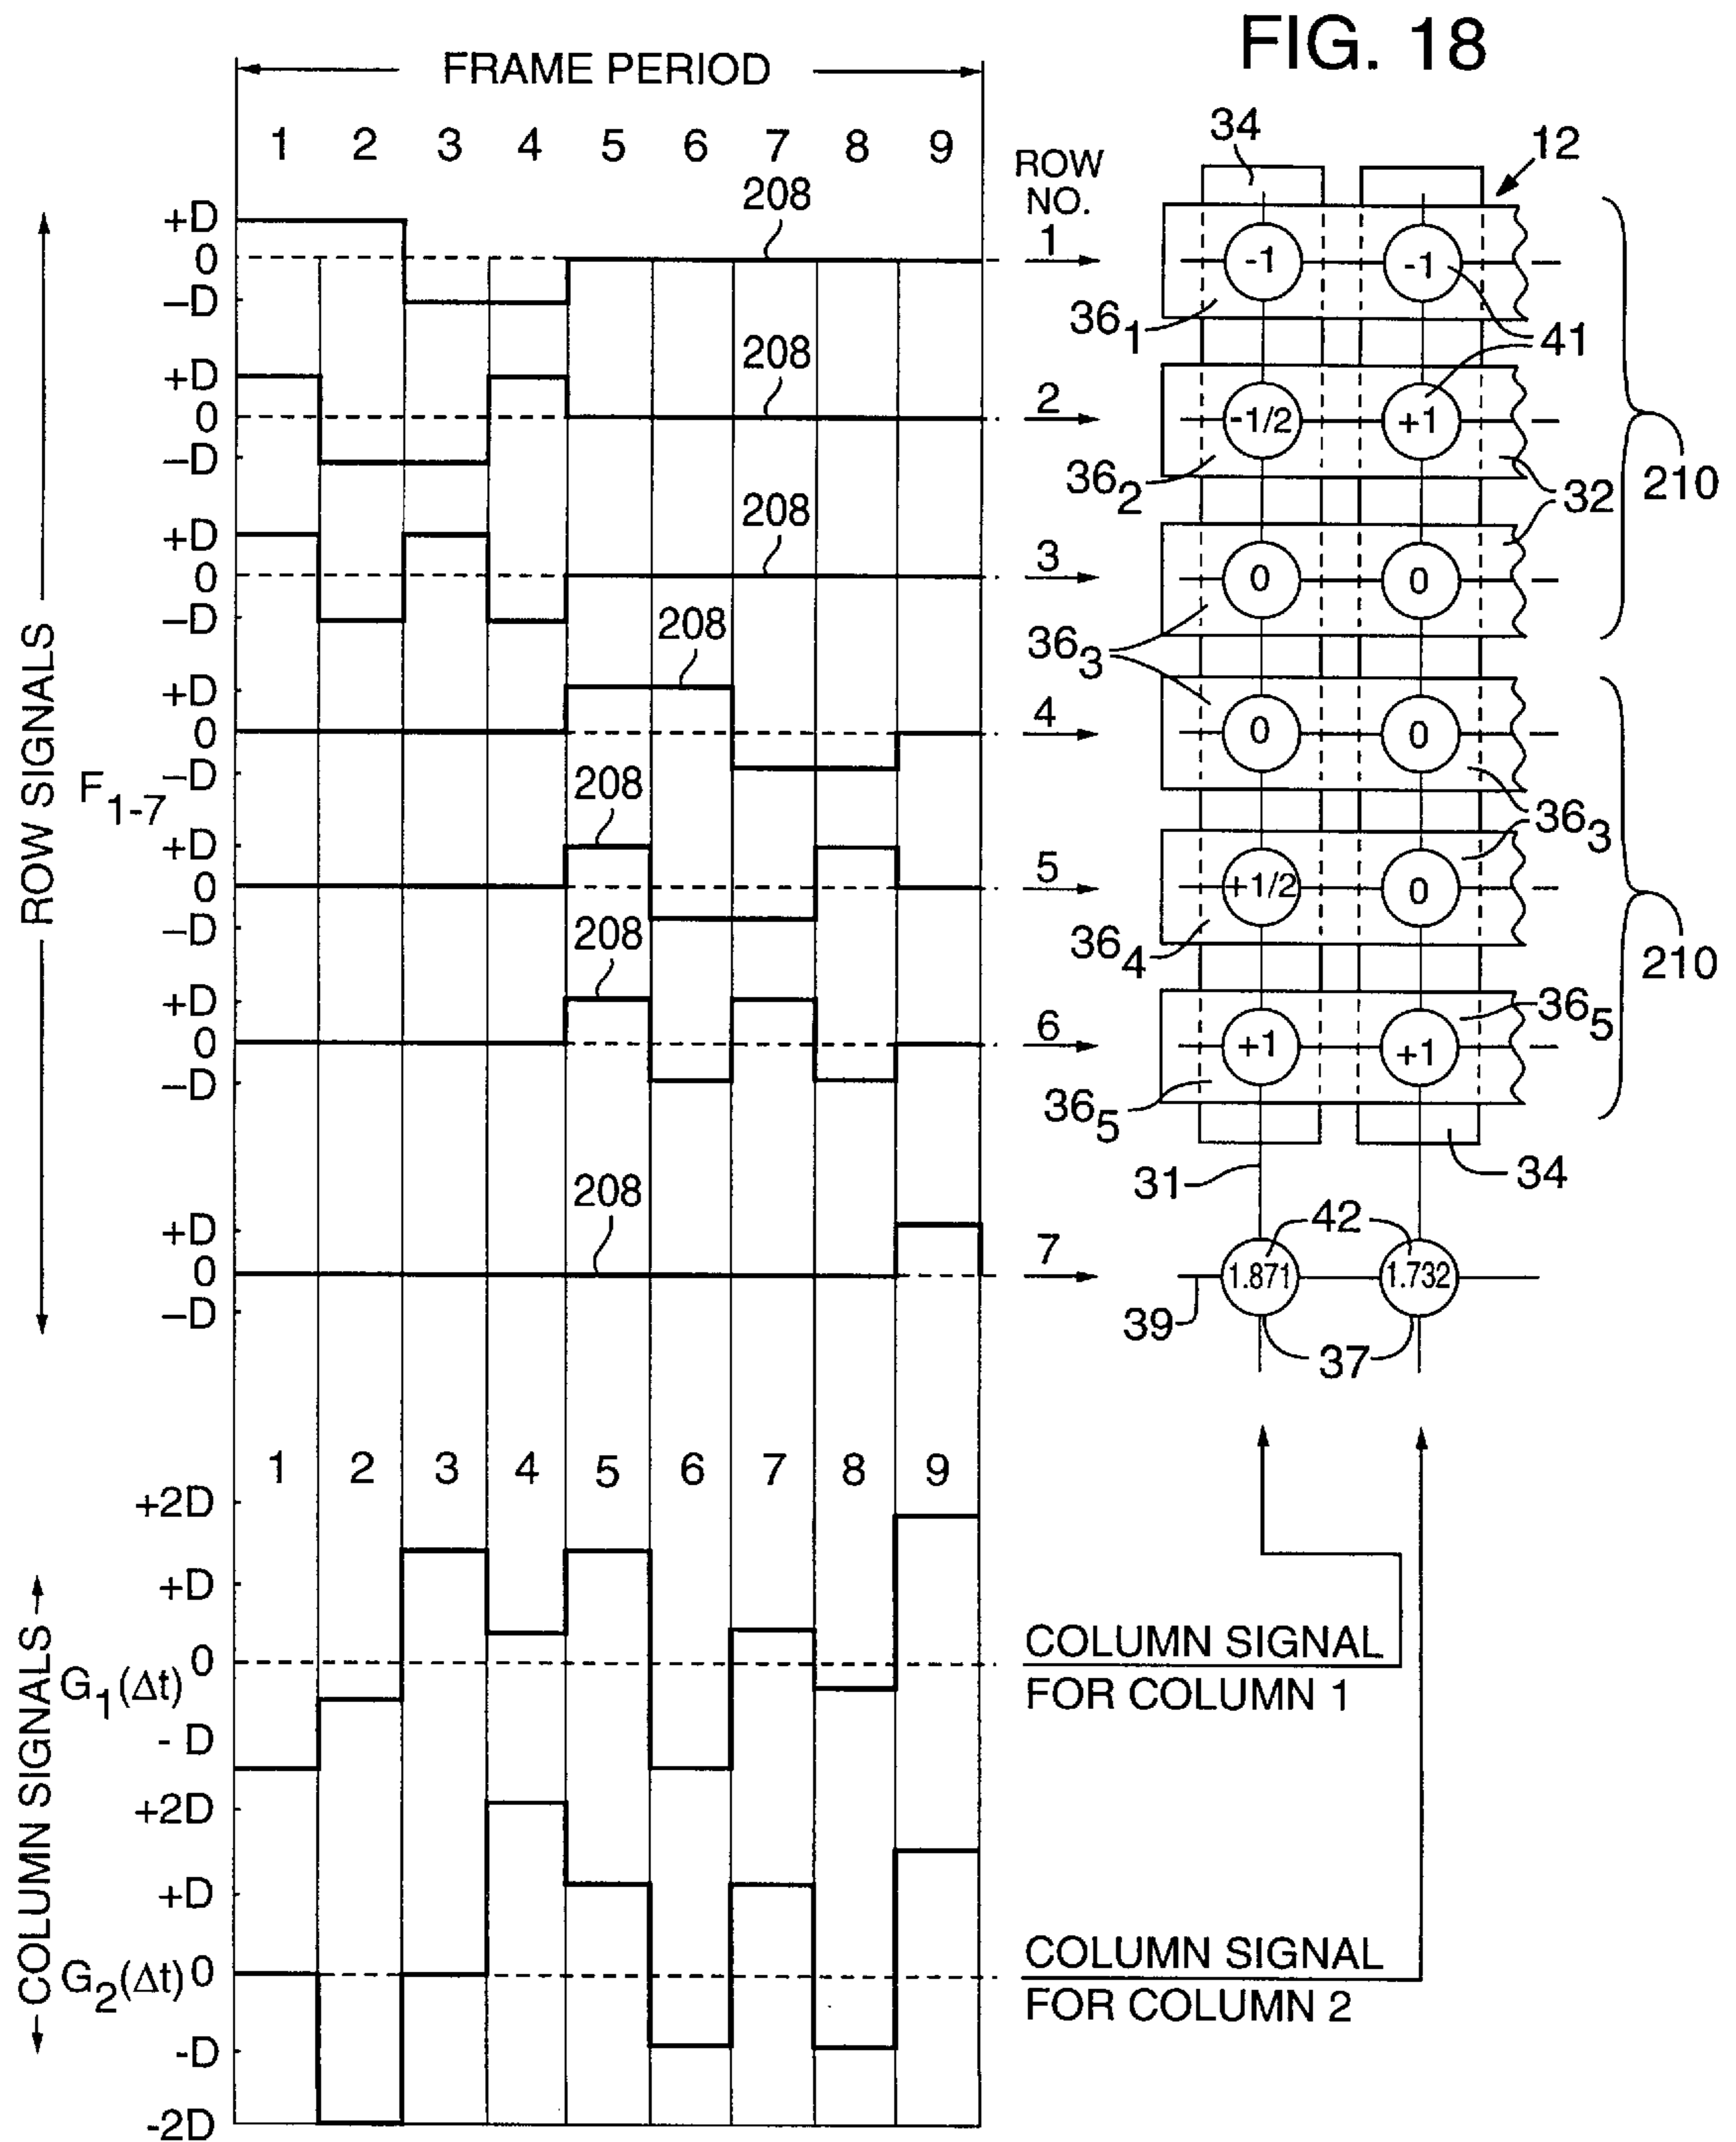 FIG. 18
FRAME PERIOD
1 2 3 4 5 6 7 8 9
ROW NO.
34
12
ROW SIGNALS
F1-7
+D
0
–D
208
1
-1
-1
36 1
41
+D
0
–D
208
2
-1/2
+1
36 2
32
210
+D
0
–D
208
3
0
0
36 3
+D
0
–D
208
4
0
0
36 3
+D
0
–D
208
5
+1/2
0
36 4
210
+D
0
–D
208
6
+1
+1
36 5
36 5
31
34
+D
0
–D
208
7
42
1.871
1.732
39
37
1 2 3 4 5 6 7 8 9
COLUMN SIGNALS
+2D
+D
0
G1(Δt)
- D
COLUMN SIGNAL
FOR COLUMN 1
+2D
+D
G2(Δt) 0
-D
-2D
COLUMN SIGNAL
FOR COLUMN 2